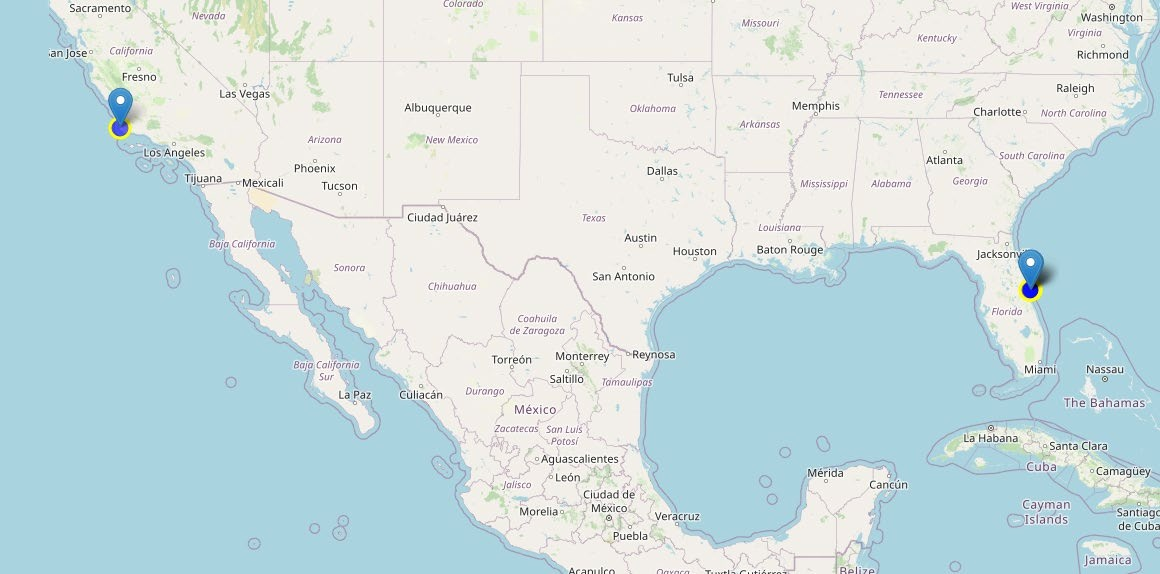 Sacramento
Nevada
Colorado
Kansas
Missouri
West Virginia
Washington
Virginia
an Jose
California
Kentucky
Richmond
Fresno
Tulsa
Las Vegas
Raleigh
Albuquerque
Oklahoma
Memphis
Tennessee
Charlotte
North Carolina
Arizona
New Mexico
Arkansas
Los Angeles
Atlanta
South Carolina
Phoenix
Dallas
Tijuana
Mexicali
Tucson
Mississippi
Alabama
Georgia
Ciudad Juárez
Texas
Louisiana
Austin
Baja California
Houston
Baton Rouge
Jacksonv
Sonora
San Antonio
Chihuahua
Coahuila
de Zaragoza
Florida
Torreón
Monterrey
Reynosa
Baja California
Sur
Saltillo
Tamaulipas
Miami
Nassau
La Paz
Culiacán
Durango
The Bahamas
México
Zacatecas
San Luis
Potosí
La Habana
Santa Clara
Aguascalientes
Cuba
Camagüey
León
Mérida
Cancún
Jalisco
Ciudad de
México
Cayman
Islands
Morelia
Veracruz
Santiago
de Cuba
Puebla
Jamaica
Acapulco
Oaxaca
Tuxtla Gutiérrez
Belize